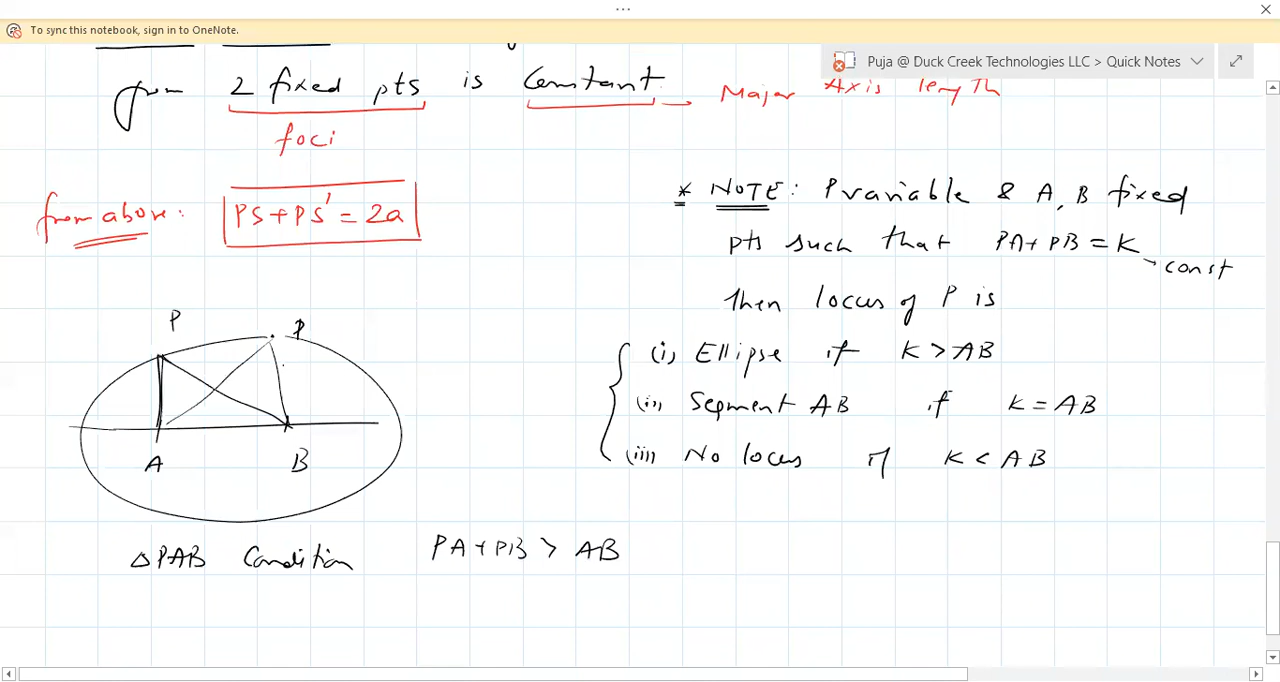 To sync this notebook, sign in to OneNote.
Puja @ Duck Creek Technologies LLC > Quick Notes
from 2 fixed pts is Constant. → Major Axis length
foci
from above: PS + PS' = 2a
* NOTE: P variable & A, B fixed
pts such that PA + PB = K → const
Then locus of P is
(i) Ellipse if K > AB
(ii) Segment AB if K = AB
(iii) No locus if K < AB
P P
A B
△PAB Condition PA + PB > AB